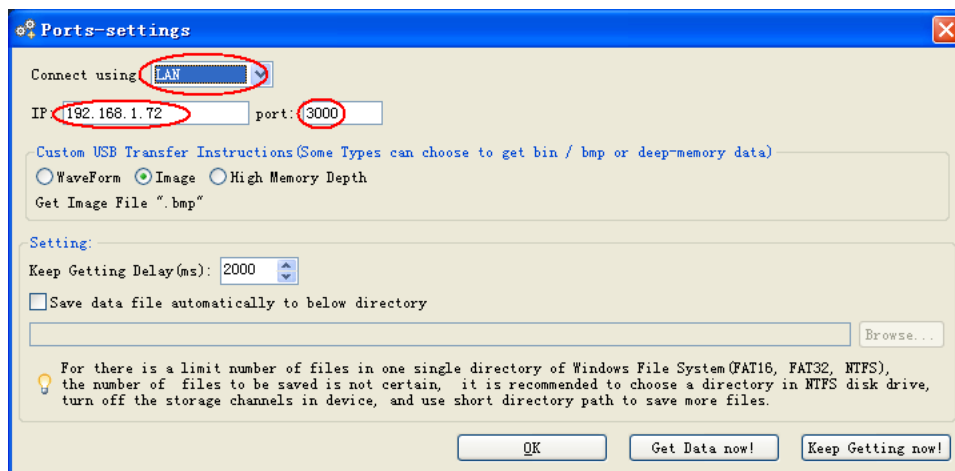 Ports-settings
Connect using: LAN
IP: 192.168.1.72 port: 3000
Custom USB Transfer Instructions(Some Types can choose to get bin / bmp or deep-memory data)
WaveForm Image High Memory Depth
Get Image File ".bmp"
Setting:
Keep Getting Delay(ms): 2000
Save data file automatically to below directory
Browse...
For there is a limit number of files in one single directory of Windows File System(FAT16, FAT32, NTFS),
the number of files to be saved is not certain, it is recommended to choose a directory in NTFS disk drive,
turn off the storage channels in device, and use short directory path to save more files.
OK Get Data now! Keep Getting now!